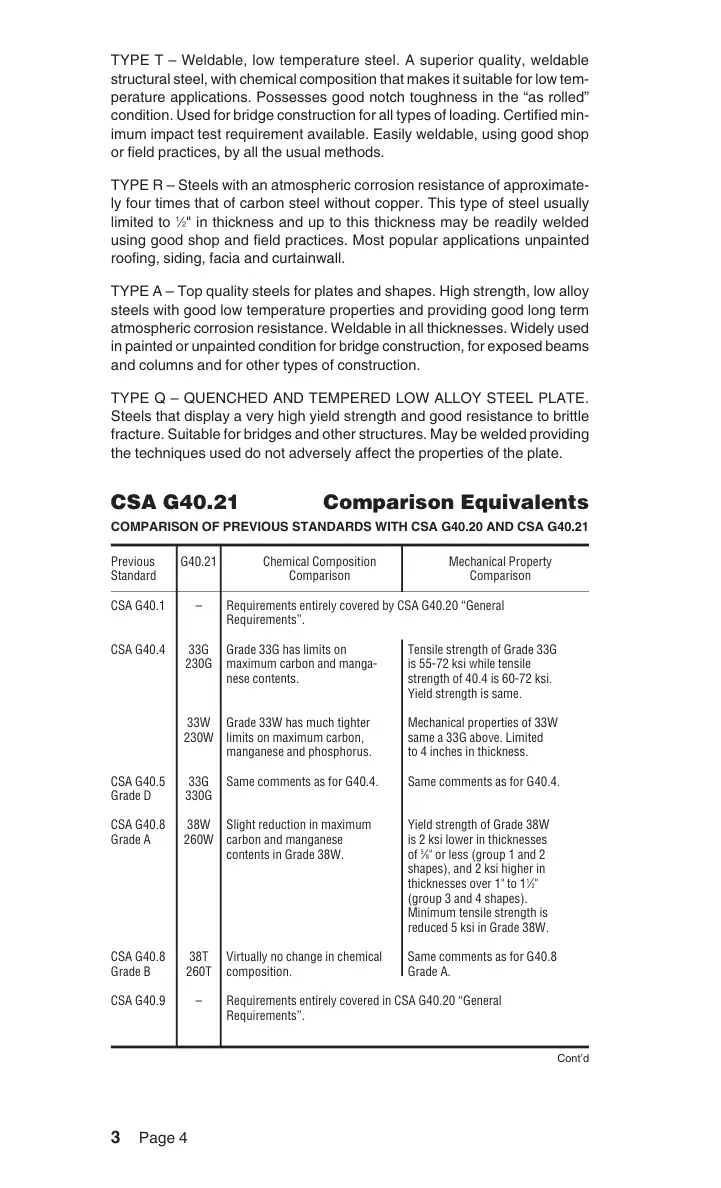 TYPE T – Weldable, low temperature steel. A superior quality, weldable
structural steel, with chemical composition that makes it suitable for low tem-
perature applications. Possesses good notch toughness in the “as rolled”
condition. Used for bridge construction for all types of loading. Certified min-
imum impact test requirement available. Easily weldable, using good shop
or field practices, by all the usual methods.
TYPE R – Steels with an atmospheric corrosion resistance of approximate-
ly four times that of carbon steel without copper. This type of steel usually
limited to ½" in thickness and up to this thickness may be readily welded
using good shop and field practices. Most popular applications unpainted
roofing, siding, facia and curtainwall.
TYPE A – Top quality steels for plates and shapes. High strength, low alloy
steels with good low temperature properties and providing good long term
atmospheric corrosion resistance. Weldable in all thicknesses. Widely used
in painted or unpainted condition for bridge construction, for exposed beams
and columns and for other types of construction.
TYPE Q – QUENCHED AND TEMPERED LOW ALLOY STEEL PLATE.
Steels that display a very high yield strength and good resistance to brittle
fracture. Suitable for bridges and other structures. May be welded providing
the techniques used do not adversely affect the properties of the plate.
CSA G40.21 Comparison Equivalents
COMPARISON OF PREVIOUS STANDARDS WITH CSA G40.20 AND CSA G40.21
Previous G40.21 Chemical Composition Mechanical Property
Standard Comparison Comparison
CSA G40.1 – Requirements entirely covered by CSA G40.20 “General
Requirements”.
CSA G40.4 33G Grade 33G has limits on Tensile strength of Grade 33G
230G maximum carbon and manga- is 55-72 ksi while tensile
nese contents. strength of 40.4 is 60-72 ksi.
Yield strength is same.
33W Grade 33W has much tighter Mechanical properties of 33W
230W limits on maximum carbon, same a 33G above. Limited
manganese and phosphorus. to 4 inches in thickness.
CSA G40.5 33G Same comments as for G40.4. Same comments as for G40.4.
Grade D 330G
CSA G40.8 38W Slight reduction in maximum Yield strength of Grade 38W
Grade A 260W carbon and manganese is 2 ksi lower in thicknesses
contents in Grade 38W. of ⅝" or less (group 1 and 2
shapes), and 2 ksi higher in
thicknesses over 1" to 1½"
(group 3 and 4 shapes).
Minimum tensile strength is
reduced 5 ksi in Grade 38W.
CSA G40.8 38T Virtually no change in chemical Same comments as for G40.8
Grade B 260T composition. Grade A.
CSA G40.9 – Requirements entirely covered in CSA G40.20 “General
Requirements”.
Cont'd
3 Page 4